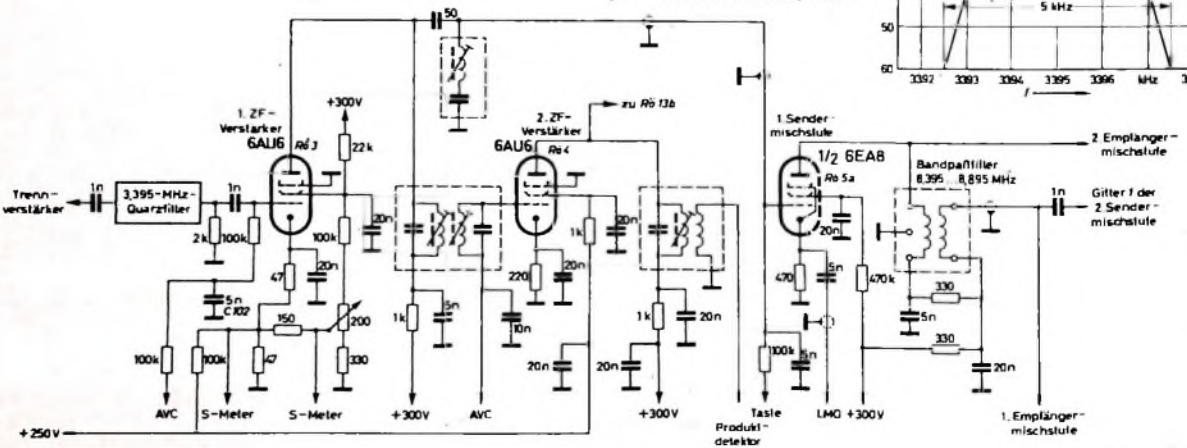 50
5 kHz
50
60
3392
3393
3394
3395
3396
kHz
3
f
1. ZF-
Verstärker
6AU6
Rö 3
+300V
22k
2. ZF-
Verstärker
6AU6
Rö 4
zu Rö 13b
1. Sender-
mischstufe
1/2 6EA8
Rö 5a
2. Empfänger-
mischstufe
Bandpaßfilter
8,395...8,895 MHz
Trenn-
verstärker
1n
3,395-MHz-
Quarzfilter
1n
2k
100k
100k
20n
47
20n
5n
C102
150
200
100k
100k
47
330
1k
5n
10n
220
20n
1k
20n
20n
1k
20n
20n
470
5n
20n
470k
100k
5n
1n
Gitter 1 der
2. Sender-
mischstufe
330
5n
330
20n
AVC
S-Meter
S-Meter
+300V
AVC
+300V
Produkt-
detektor
Taste
LMO
+300V
1. Empfänger-
mischstufe
+250V